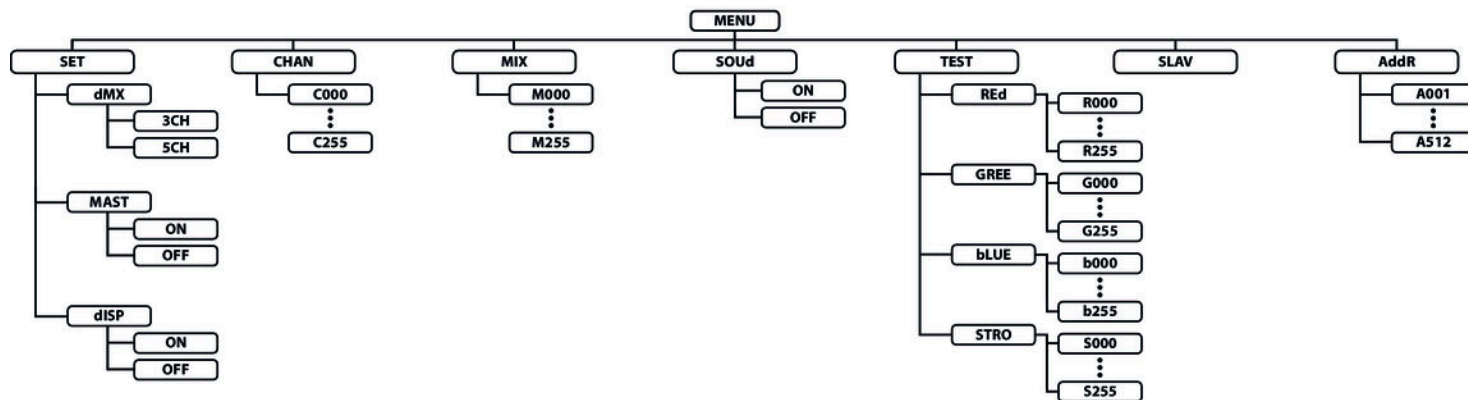 MENU
SET
dMX
3CH
5CH
MAST
ON
OFF
dISP
ON
OFF
CHAN
C000
C255
MIX
M000
M255
SOUd
ON
OFF
TEST
REd
R000
R255
GREE
G000
G255
bLUE
b000
b255
STRO
S000
S255
SLAV
AddR
A001
A512